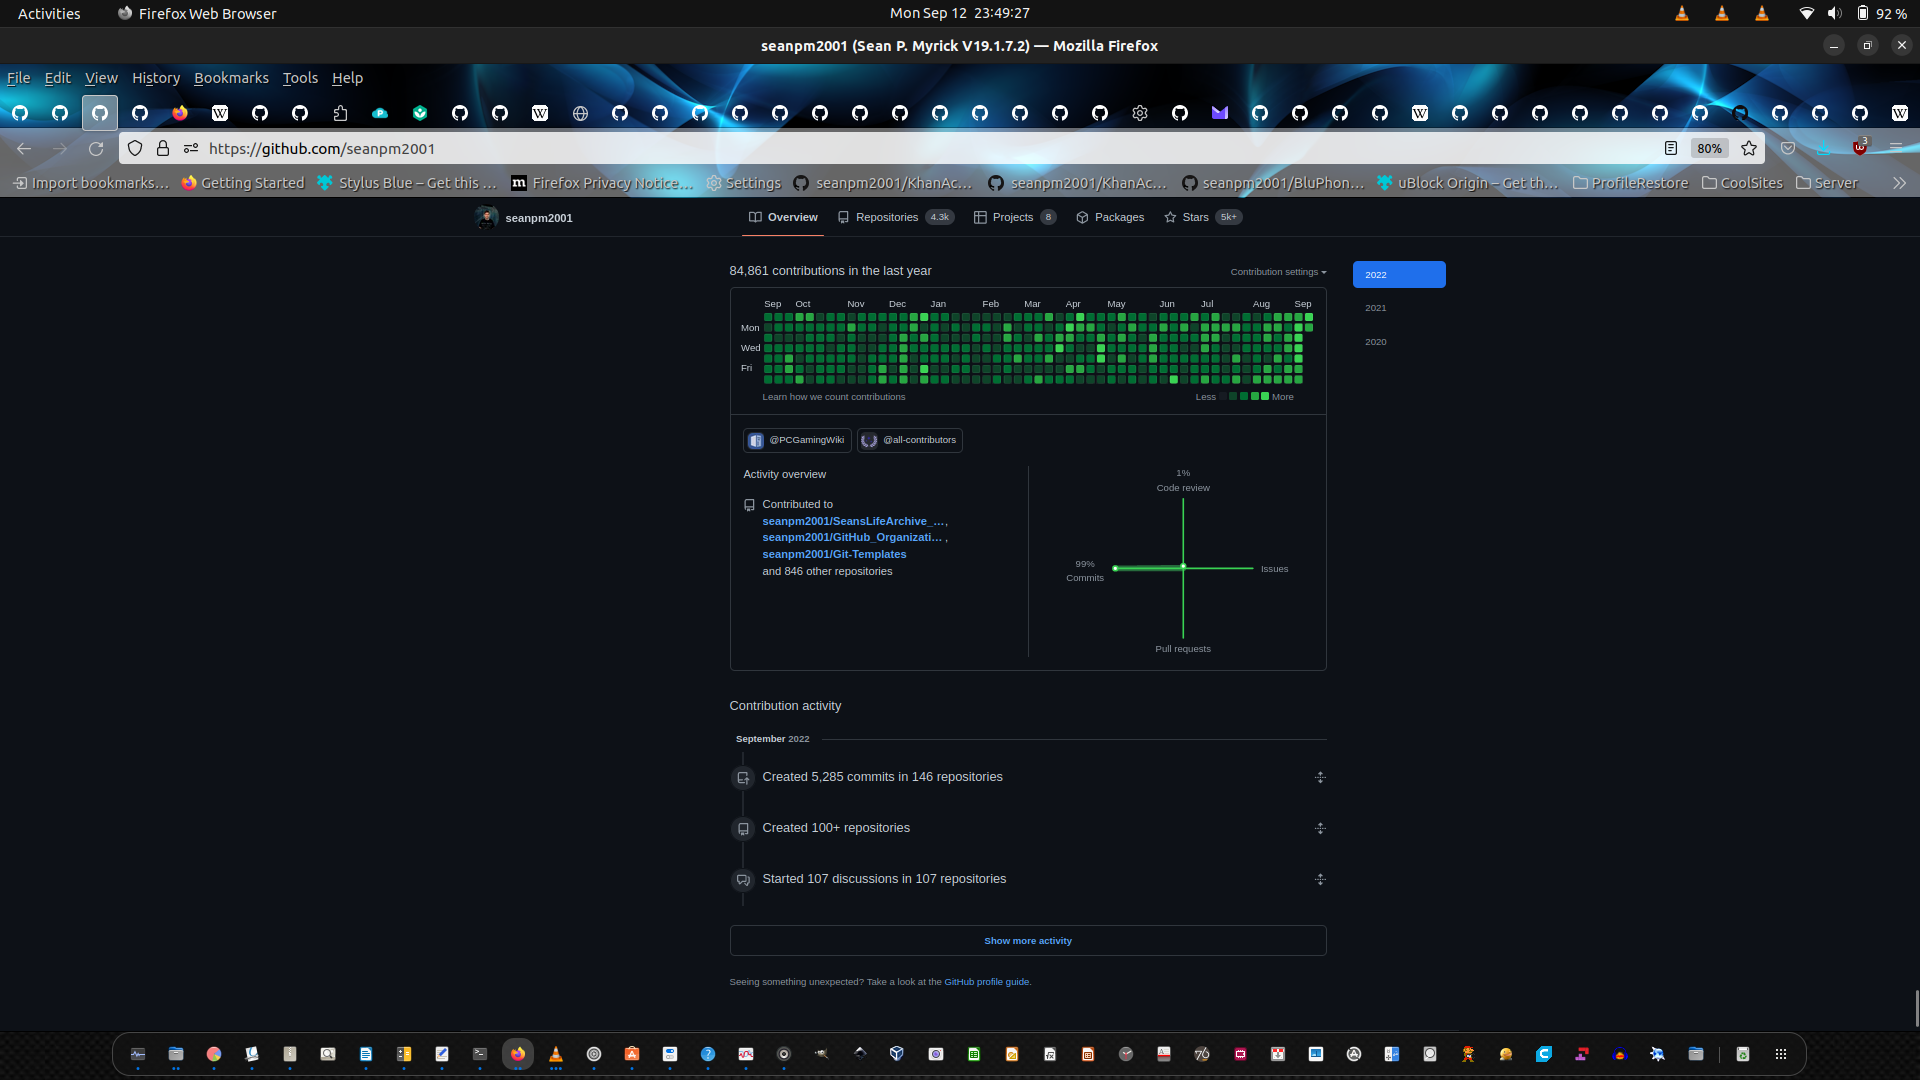 Activities
Firefox Web Browser
Mon Sep 12  23:49:27
92 %
seanpm2001 (Sean P. Myrick V19.1.7.2) — Mozilla Firefox
File Edit View History Bookmarks Tools Help
https://github.com/seanpm2001
80%
3
Import bookmarks… Getting Started Stylus Blue – Get this … Firefox Privacy Notice… Settings seanpm2001/KhanAc… seanpm2001/KhanAc… seanpm2001/BluPhon… uBlock Origin – Get th… ProfileRestore CoolSites Server
seanpm2001
Overview Repositories 4.3k Projects 8 Packages Stars 5k+
84,861 contributions in the last year
Contribution settings
2022
2021
2020
Sep Oct Nov Dec Jan Feb Mar Apr May Jun Jul Aug Sep
Mon
Wed
Fri
Learn how we count contributions
Less More
@PCGamingWiki @all-contributors
Activity overview
Contributed to
seanpm2001/SeansLifeArchive_…,
seanpm2001/GitHub_Organizati… ,
seanpm2001/Git-Templates
and 846 other repositories
1%
Code review
99%
Commits
Issues
Pull requests
Contribution activity
September 2022
Created 5,285 commits in 146 repositories
Created 100+ repositories
Started 107 discussions in 107 repositories
Show more activity
Seeing something unexpected? Take a look at the GitHub profile guide.